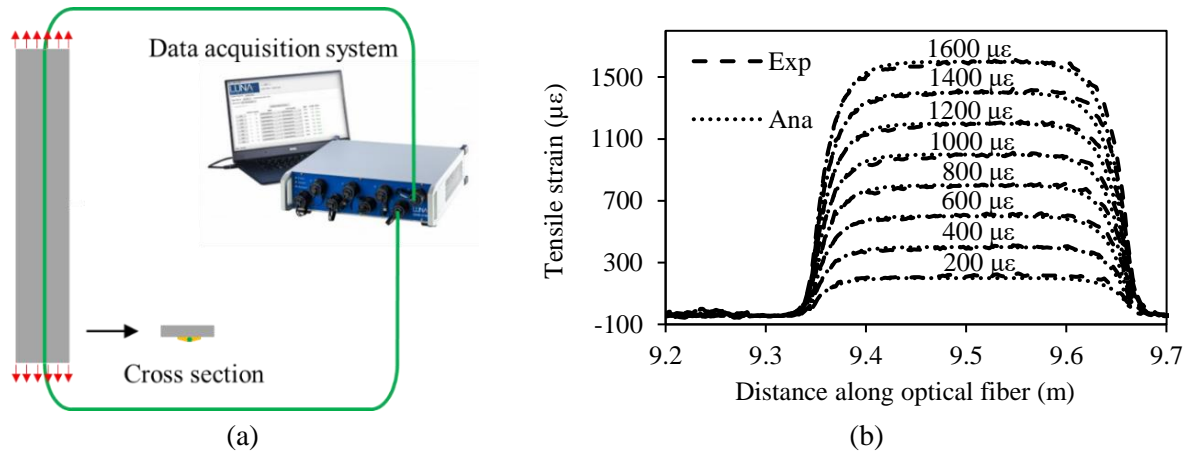 Data acquisition system
LUNA
LUNA
Cross section
(a)
Tensile strain (με)
1500
1100
700
300
-100
Exp
Ana
1600 με
1400 με
1200 με
1000 με
800 με
600 με
400 με
200 με
9.2 9.3 9.4 9.5 9.6 9.7
Distance along optical fiber (m)
(b)